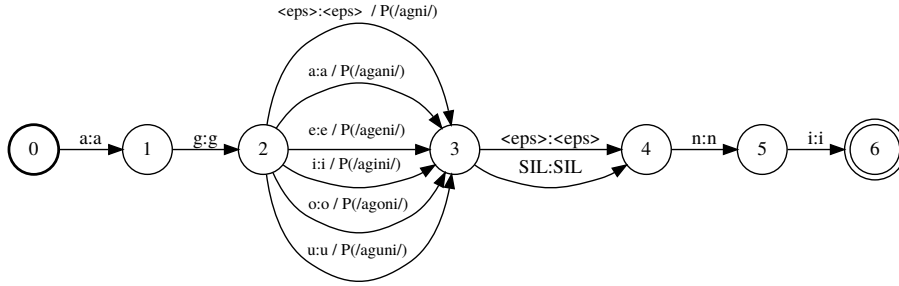 <eps>:<eps> / P(/agni/)
a:a / P(/agani/)
e:e / P(/ageni/)
i:i / P(/agini/)
o:o / P(/agoni/)
u:u / P(/aguni/)
0
a:a
1
g:g
2
3
<eps>:<eps>
SIL:SIL
4
n:n
5
i:i
6